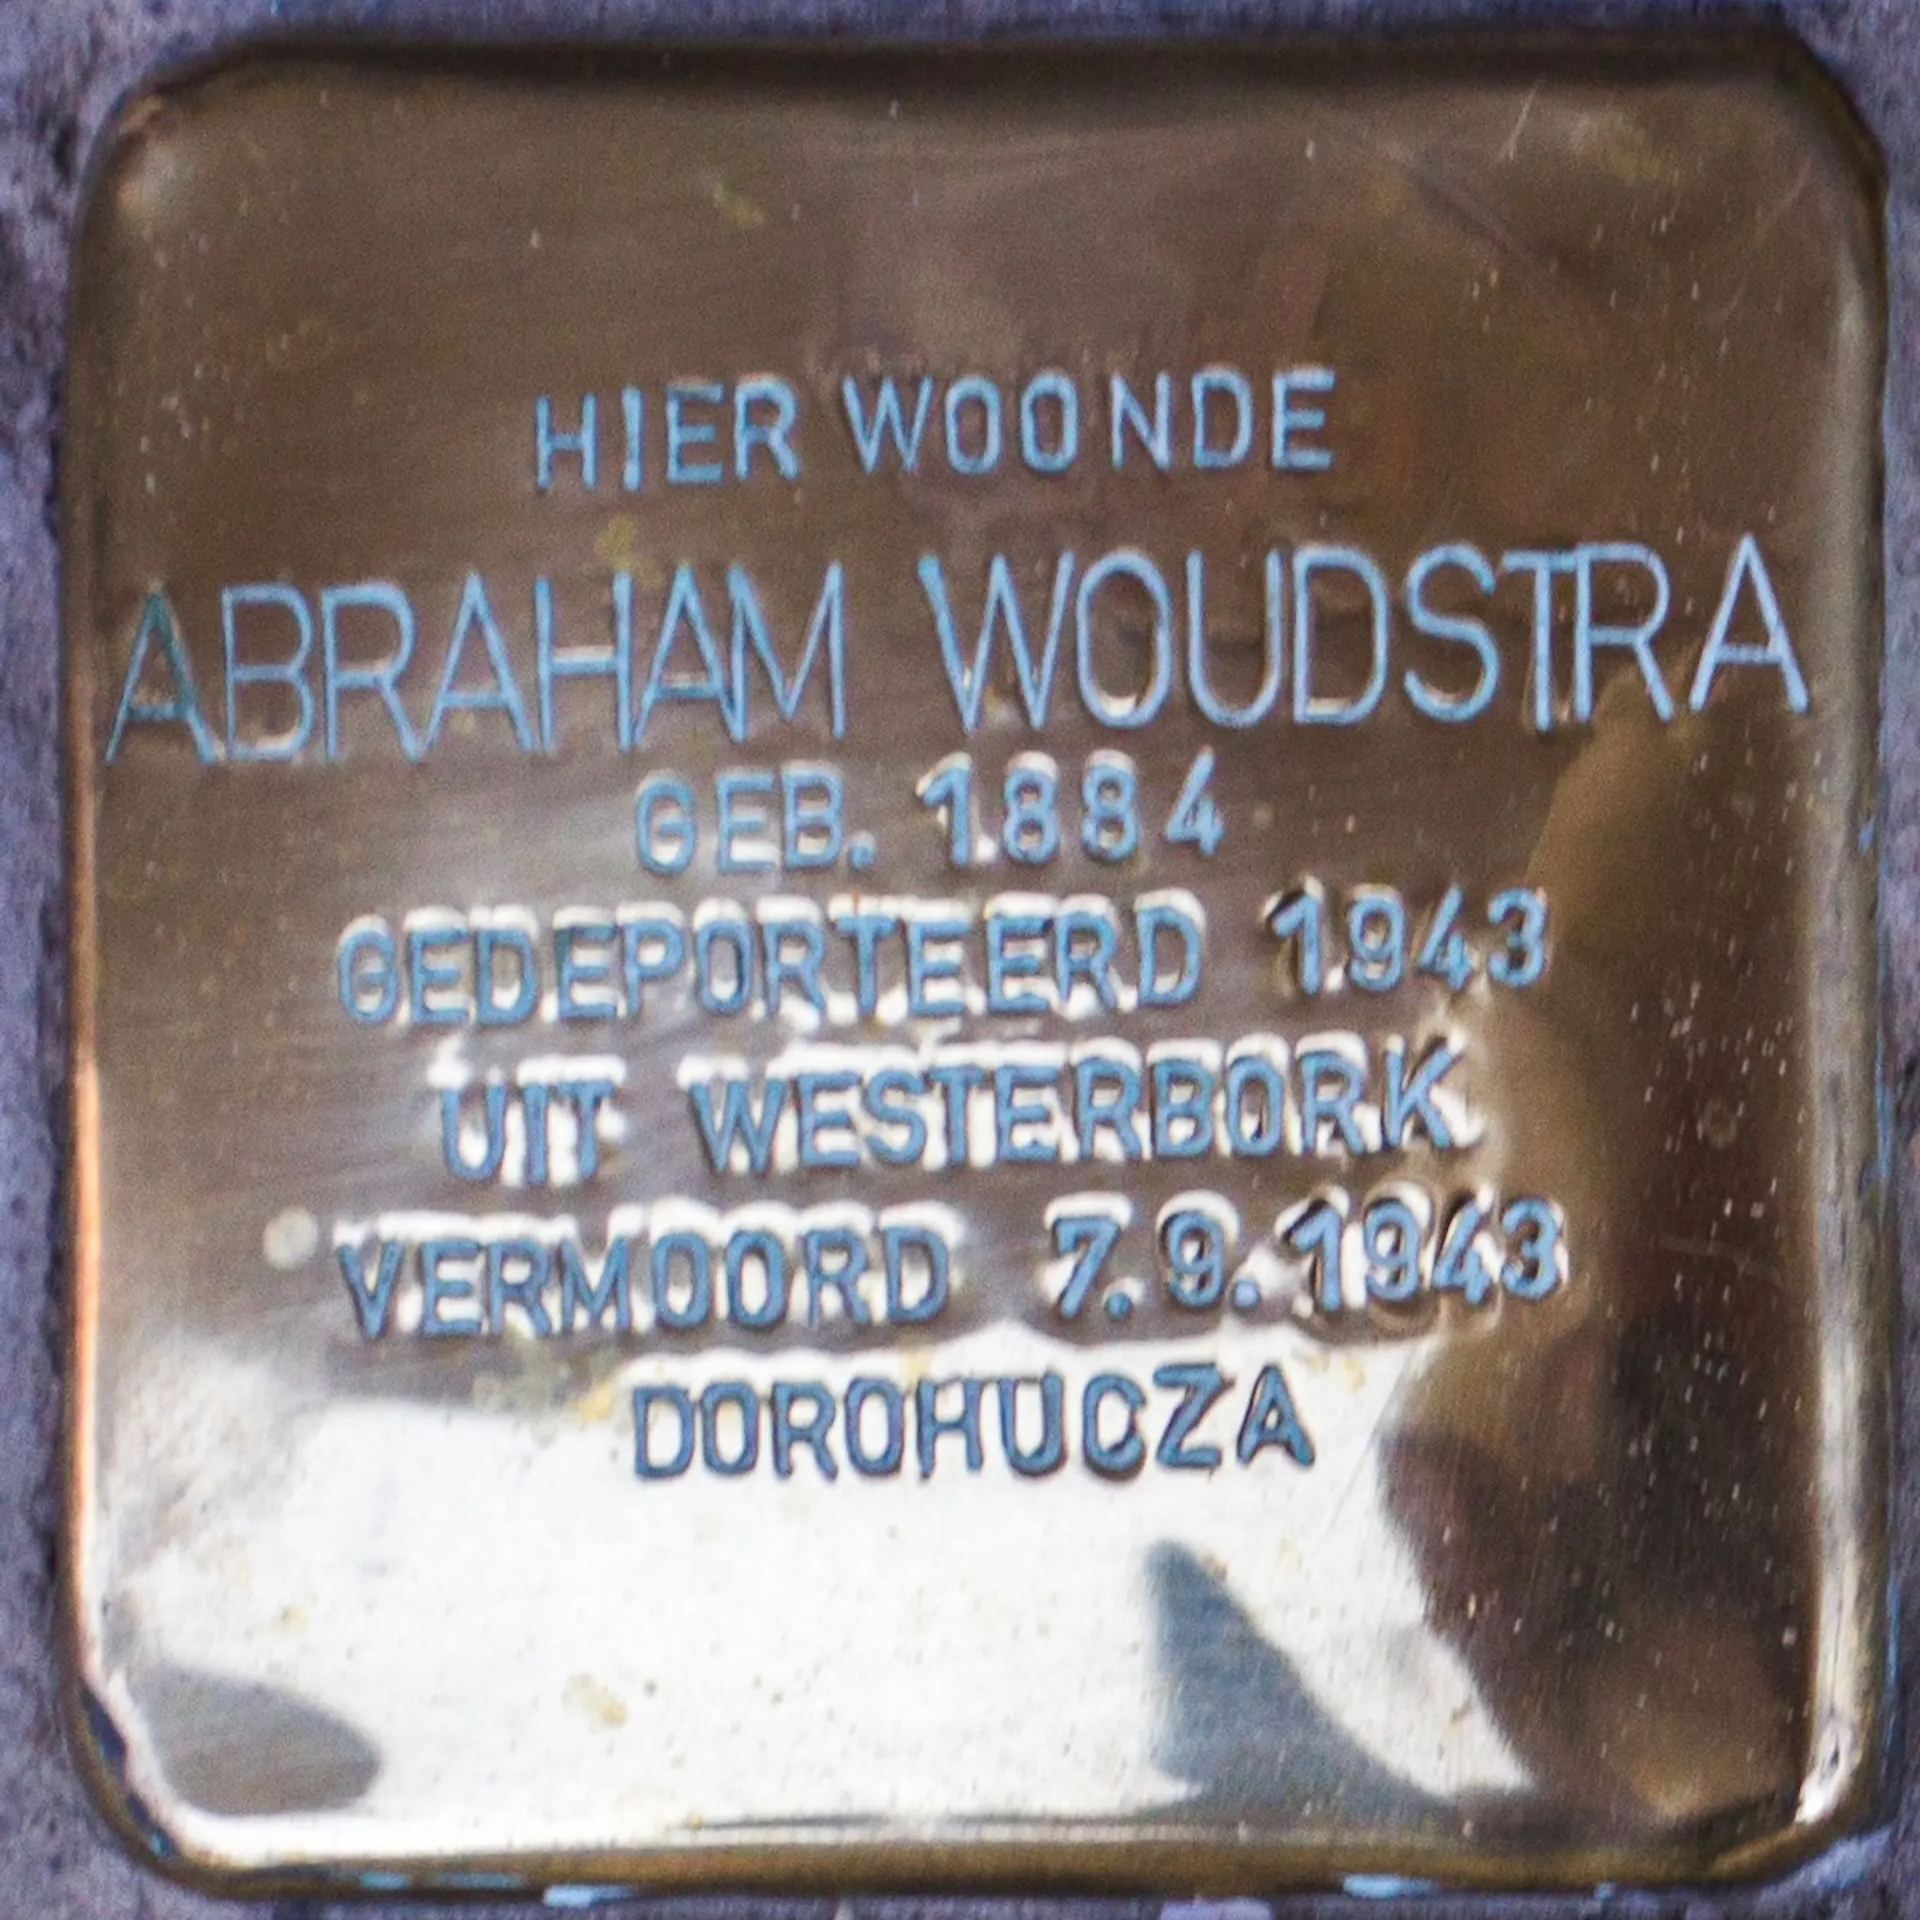 HIER WOONDE
ABRAHAM WOUDSTRA
GEB. 1884
GEDEPORTEERD 1943
UIT WESTERBORK
VERMOORD 7.9.1943
DOROHUCZA